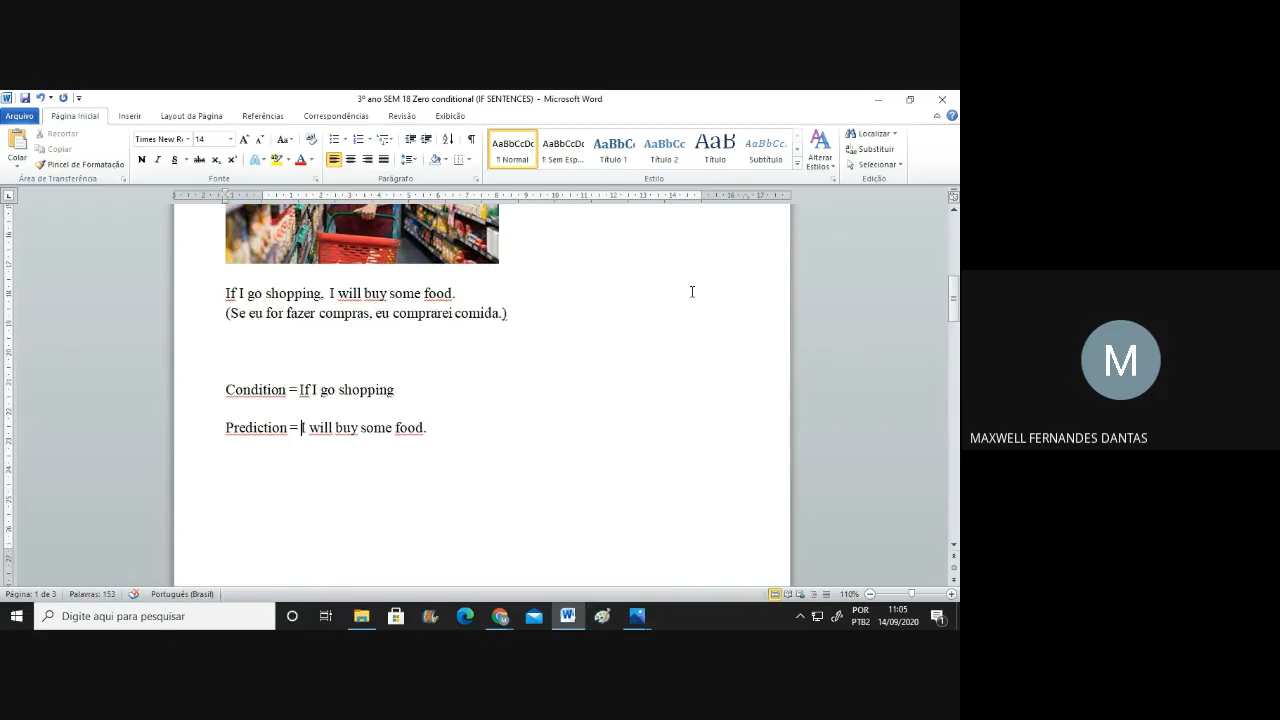 3º ano SEM 18 Zero conditional (IF SENTENCES) - Microsoft Word
Arquivo Página Inicial Inserir Layout da Página Referências Correspondências Revisão Exibição
Colar
Recortar
Copiar
Pincel de Formatação
Times New R 14
AaBbCcDc AaBbCcDc AaBbC AaBbCc AaB AaBbCc.
¶ Normal ¶ Sem Esp... Título 1 Título 2 Título Subtítulo
Alterar Estilos
Localizar
Substituir
Selecionar
Área de Transferência Fonte Parágrafo Estilo Edição
If I go shopping, I will buy some food.
(Se eu for fazer compras, eu comprarei comida.)
Condition = If I go shopping
Prediction = I will buy some food.
M
MAXWELL FERNANDES DANTAS
Página: 1 de 3 Palavras: 153 Português (Brasil) 110%
Digite aqui para pesquisar
POR
PTB2
11:05
14/09/2020